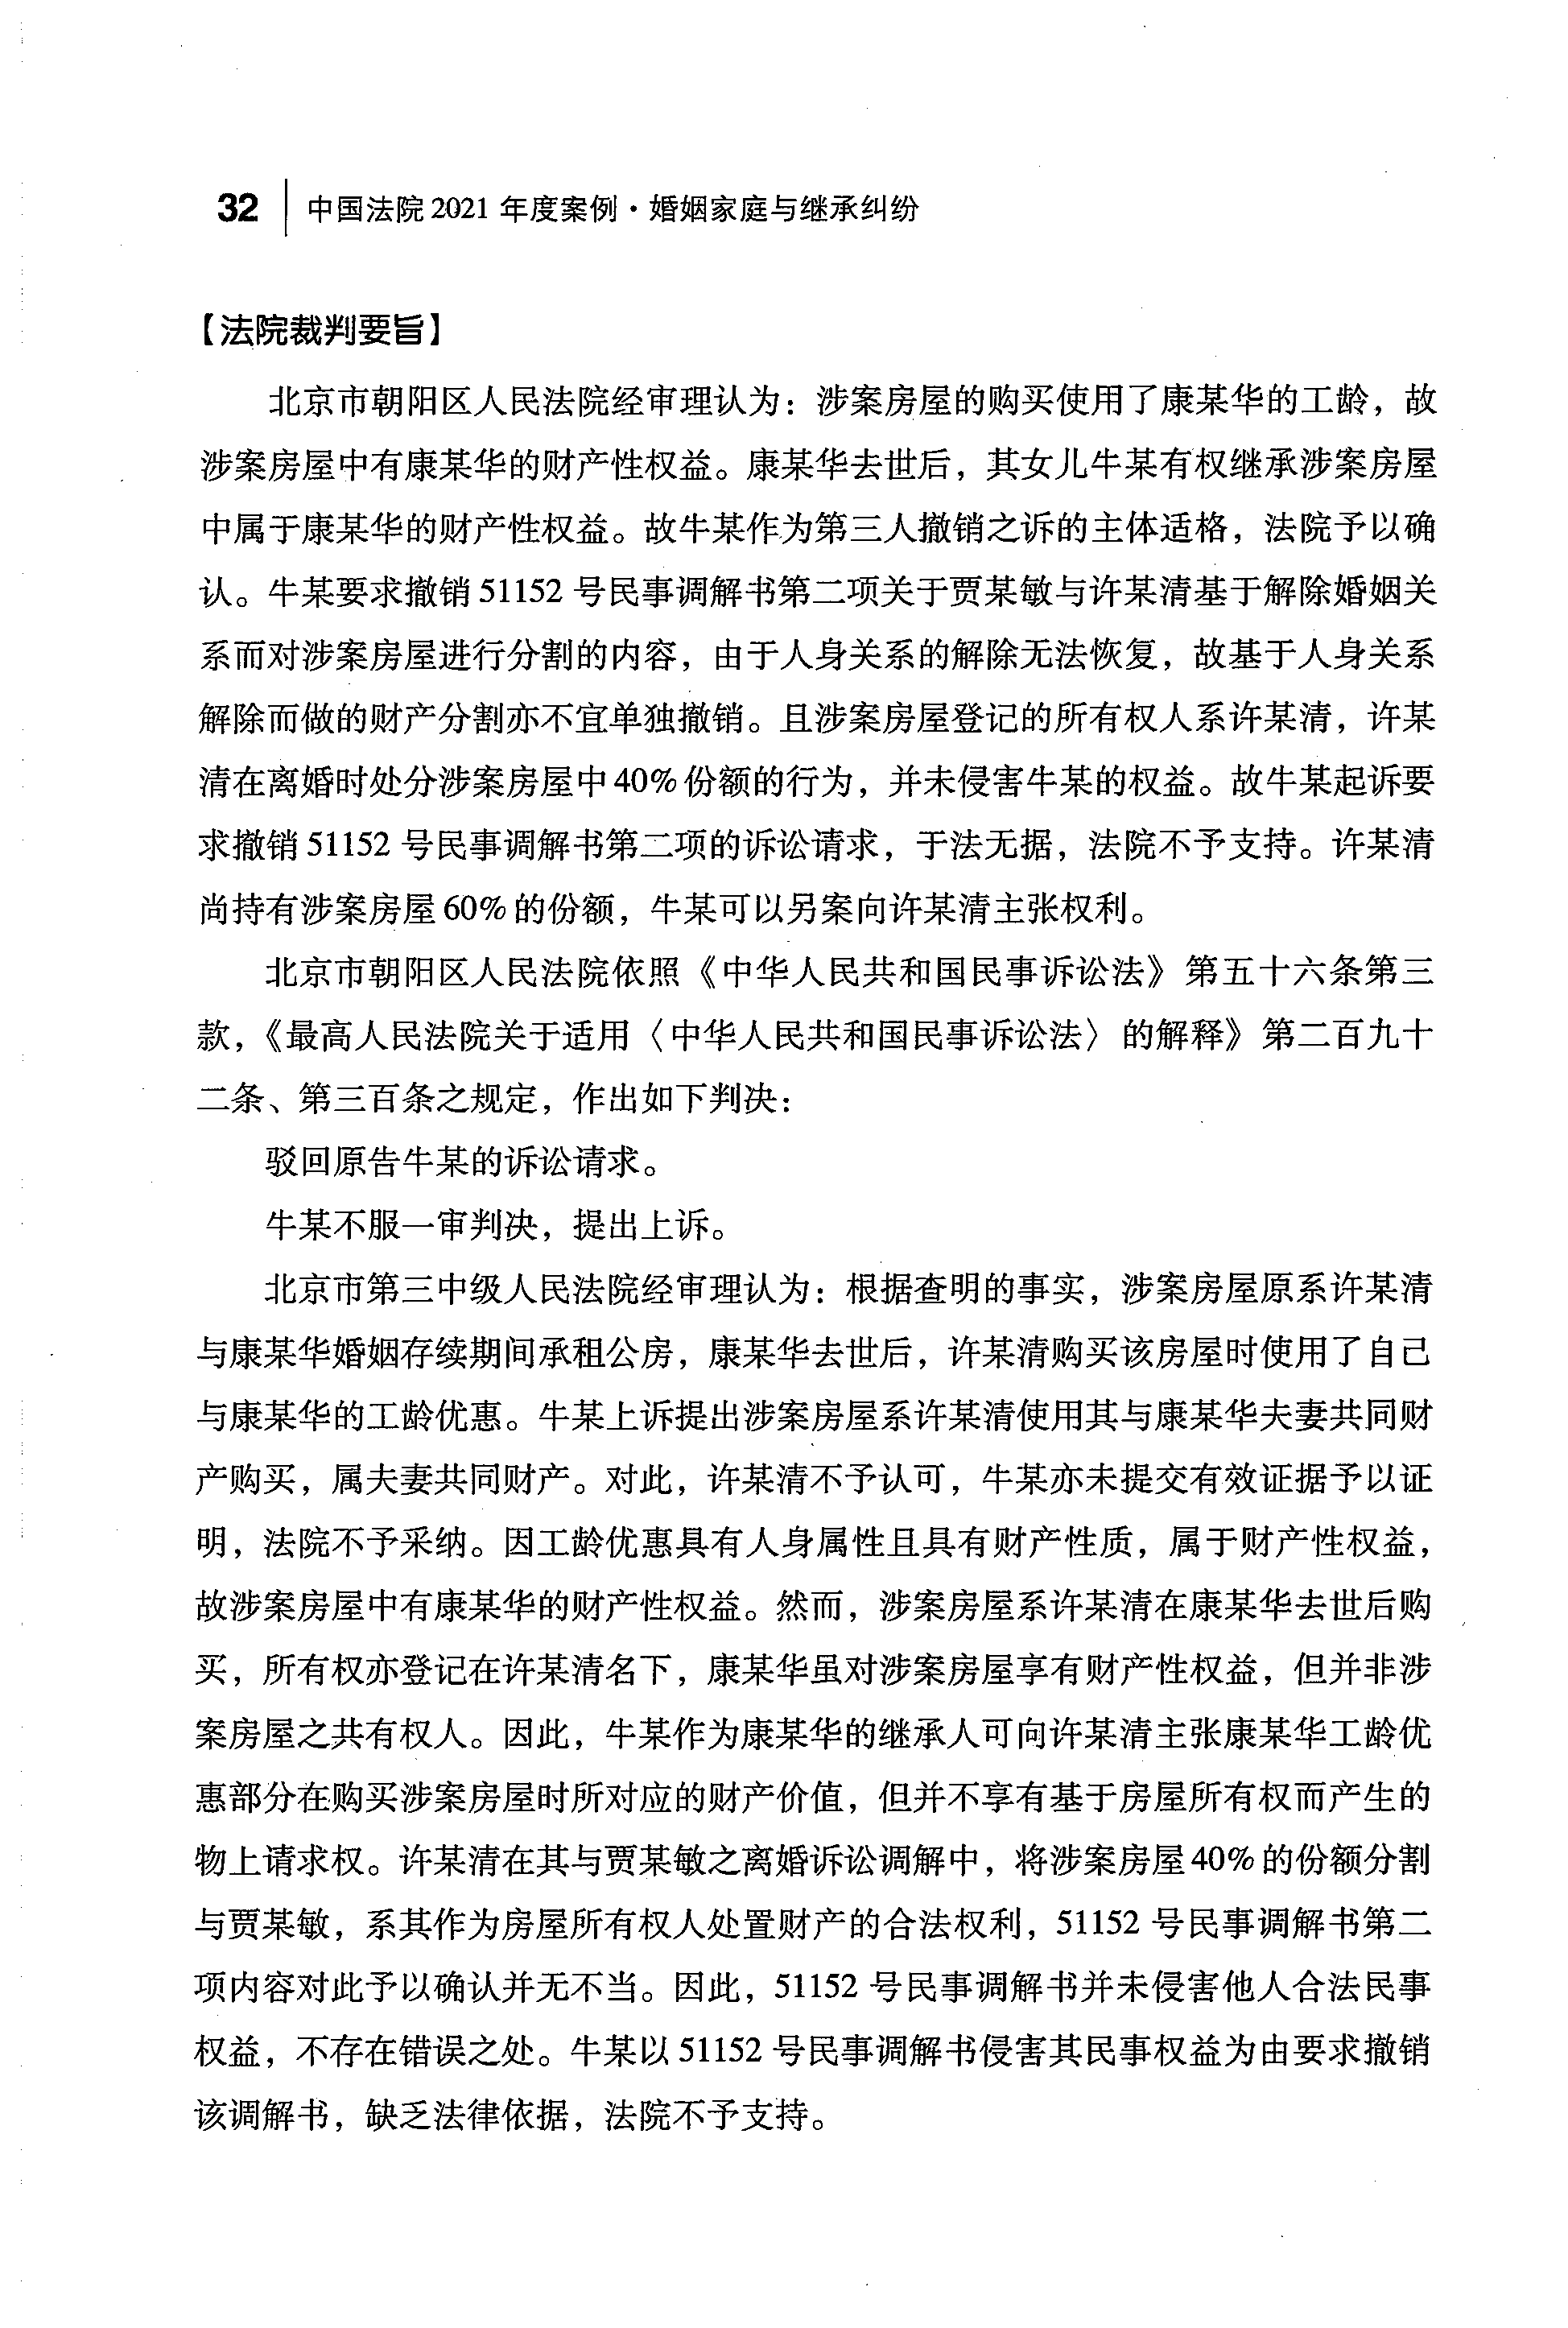 32 中国法院2021年度案例·婚姻家庭与继承纠纷
【法院裁判要旨】
北京市朝阳区人民法院经审理认为：涉案房屋的购买使用了康某华的工龄，故
涉案房屋中有康某华的财产性权益。康某华去世后，其女儿牛某有权继承涉案房屋
中属于康某华的财产性权益。故牛某作为第三人撤销之诉的主体适格，法院予以确
认。牛某要求撤销51152号民事调解书第二项关于贾某敏与许某清基于解除婚姻关
系而对涉案房屋进行分割的内容，由于人身关系的解除无法恢复，故基于人身关系
解除而做的财产分割亦不宜单独撤销。且涉案房屋登记的所有权人系许某清，许某
清在离婚时处分涉案房屋中40%份额的行为，并未侵害牛某的权益。故牛某起诉要
求撤销51152号民事调解书第二项的诉讼请求，于法无据，法院不予支持。许某清
尚持有涉案房屋60%的份额，牛某可以另案向许某清主张权利。
北京市朝阳区人民法院依照《中华人民共和国民事诉讼法》第五十六条第三
款，《最高人民法院关于适用〈中华人民共和国民事诉讼法〉的解释》第二百九十
二条、第三百条之规定，作出如下判决：
驳回原告牛某的诉讼请求。
牛某不服一审判决，提出上诉。
北京市第三中级人民法院经审理认为：根据查明的事实，涉案房屋原系许某清
与康某华婚姻存续期间承租公房，康某华去世后，许某清购买该房屋时使用了自己
与康某华的工龄优惠。牛某上诉提出涉案房屋系许某清使用其与康某华夫妻共同财
产购买，属夫妻共同财产。对此，许某清不予认可，牛某亦未提交有效证据予以证
明，法院不予采纳。因工龄优惠具有人身属性且具有财产性质，属于财产性权益，
故涉案房屋中有康某华的财产性权益。然而，涉案房屋系许某清在康某华去世后购
买，所有权亦登记在许某清名下，康某华虽对涉案房屋享有财产性权益，但并非涉
案房屋之共有权人。因此，牛某作为康某华的继承人可向许某清主张康某华工龄优
惠部分在购买涉案房屋时所对应的财产价值，但并不享有基于房屋所有权而产生的
物上请求权。许某清在其与贾某敏之离婚诉讼调解中，将涉案房屋40%的份额分割
与贾某敏，系其作为房屋所有权人处置财产的合法权利，51152号民事调解书第二
项内容对此予以确认并无不当。因此，51152号民事调解书并未侵害他人合法民事
权益，不存在错误之处。牛某以51152号民事调解书侵害其民事权益为由要求撤销
该调解书，缺乏法律依据，法院不予支持。